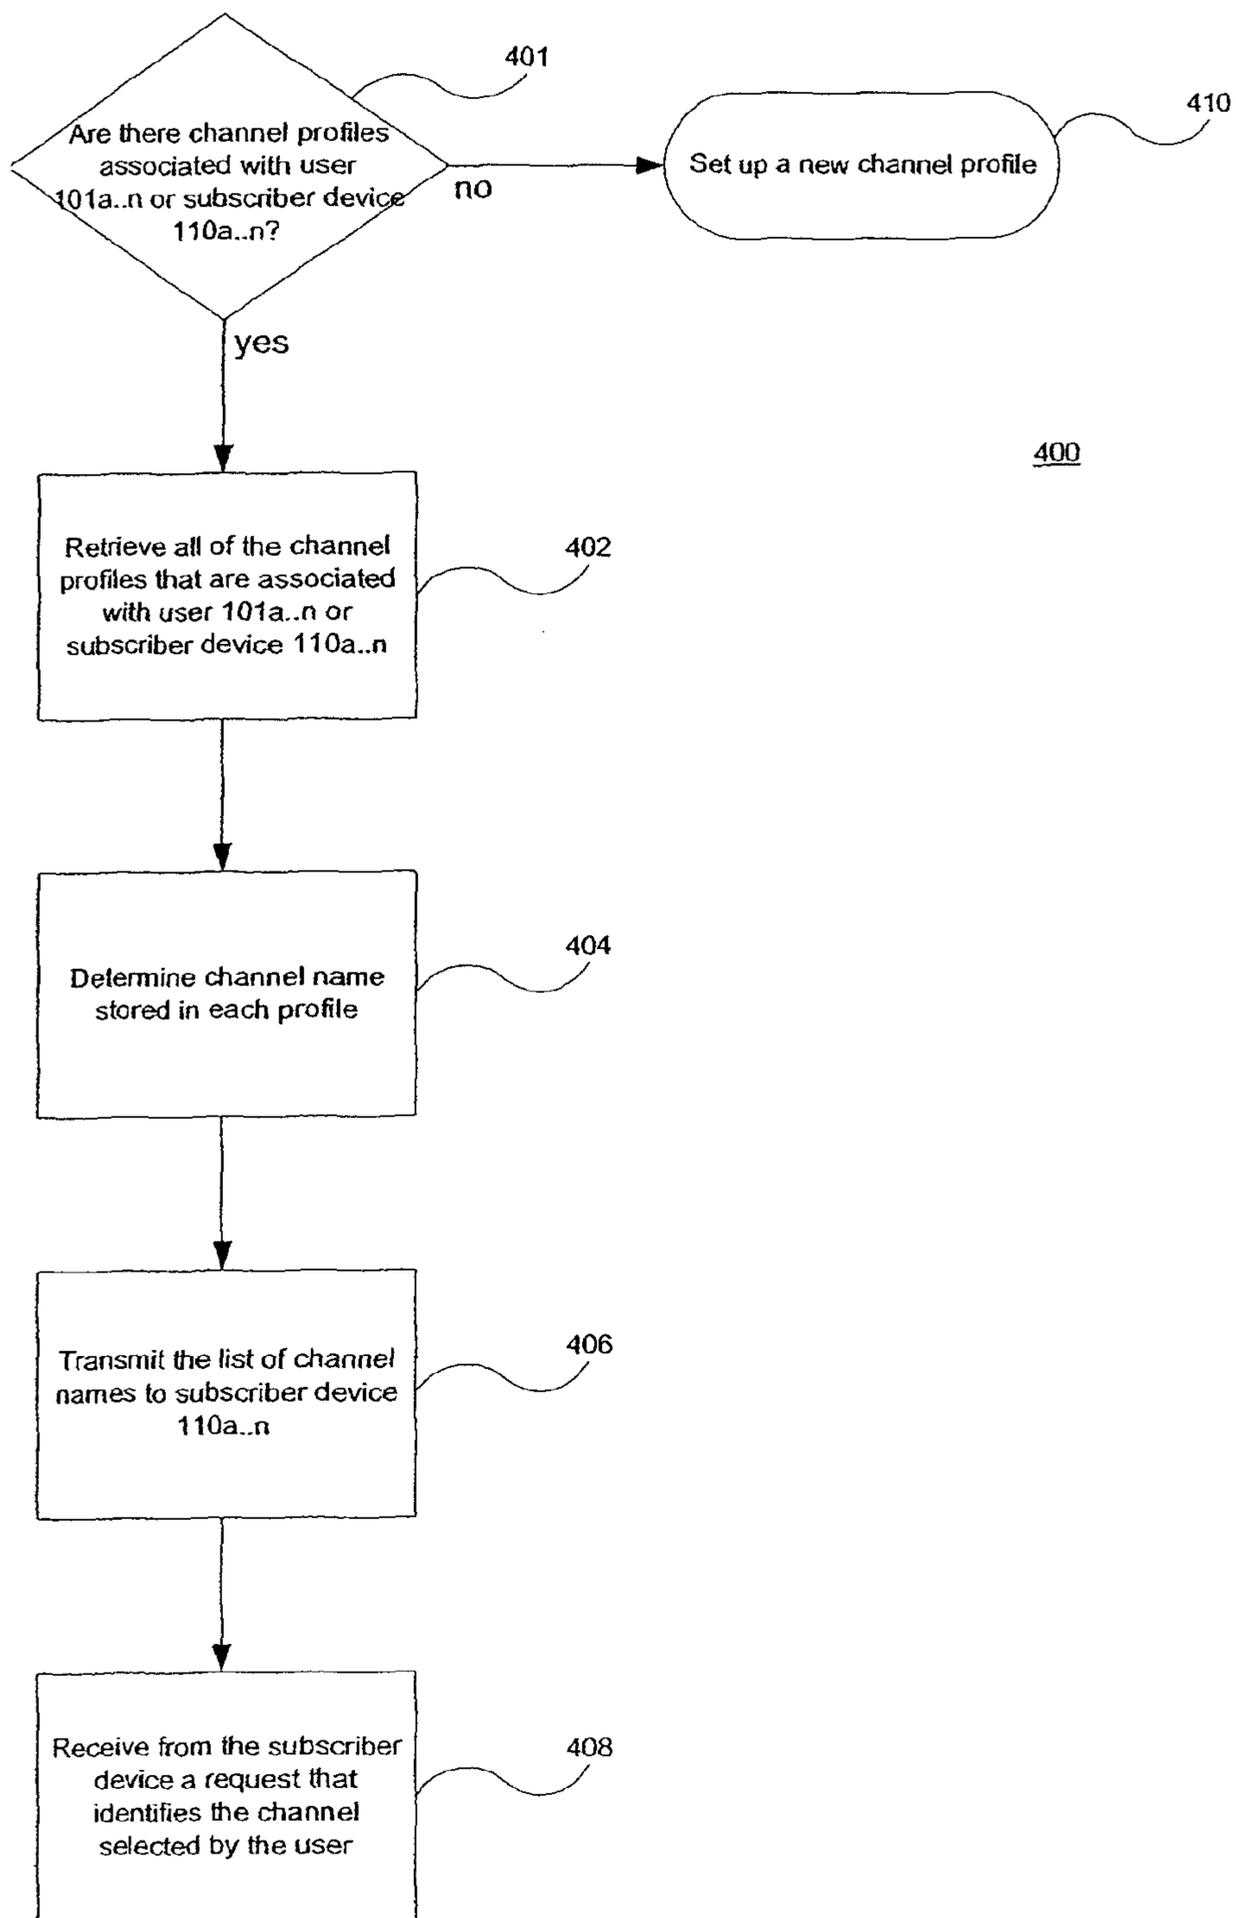 401
Are there channel profiles
associated with user
101a..n or subscriber device
110a..n?
no
Set up a new channel profile
410
yes
400
Retrieve all of the channel
profiles that are associated
with user 101a..n or
subscriber device 110a..n
402
Determine channel name
stored in each profile
404
Transmit the list of channel
names to subscriber device
110a..n
406
Receive from the subscriber
device a request that
identifies the channel
selected by the user
408